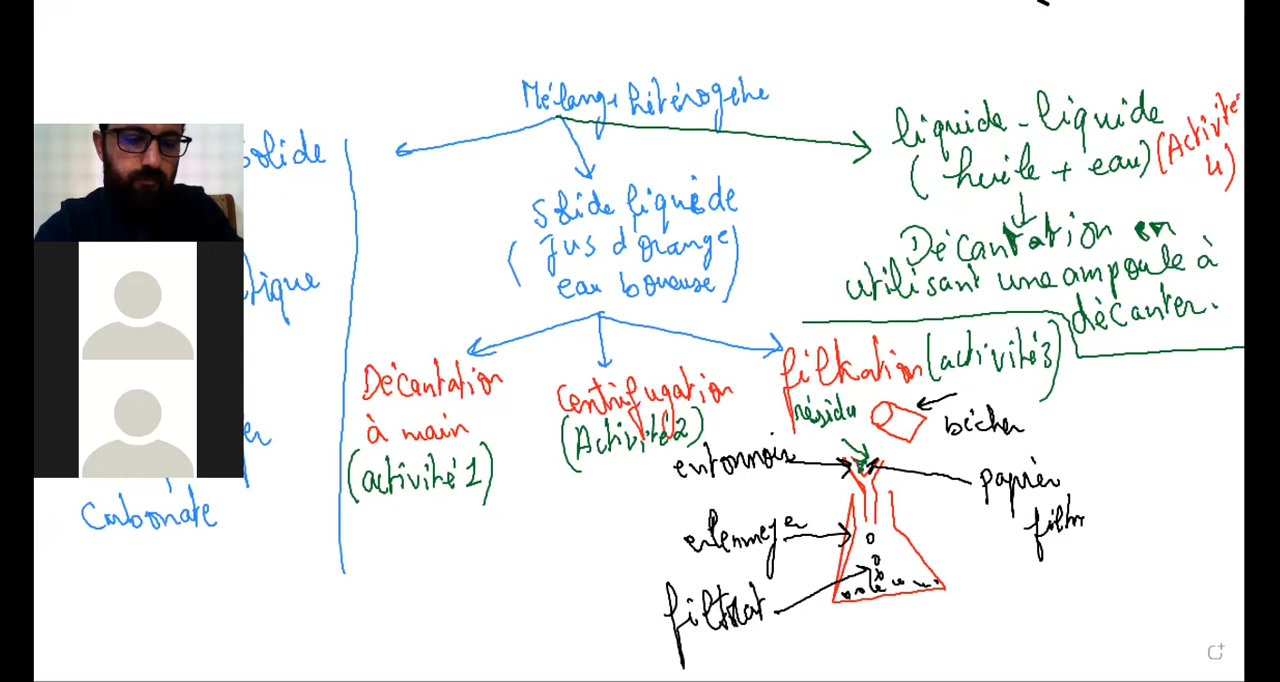 Mélange hétérogène
solide
tique
er
Carbonate
Solide liquide
( Jus d'orange
eau boueuse )
liquide - liquide
( huile + eau) (Activité
4)
Décantation en
utilisant une ampoule à
décanter.
Décantation
à main
(activité 1)
Centrifugation
(Activité 2)
filtration (activité 3)
résidu
bécher
entonnoir
papier
filtre
erlenmeyer
filtrat